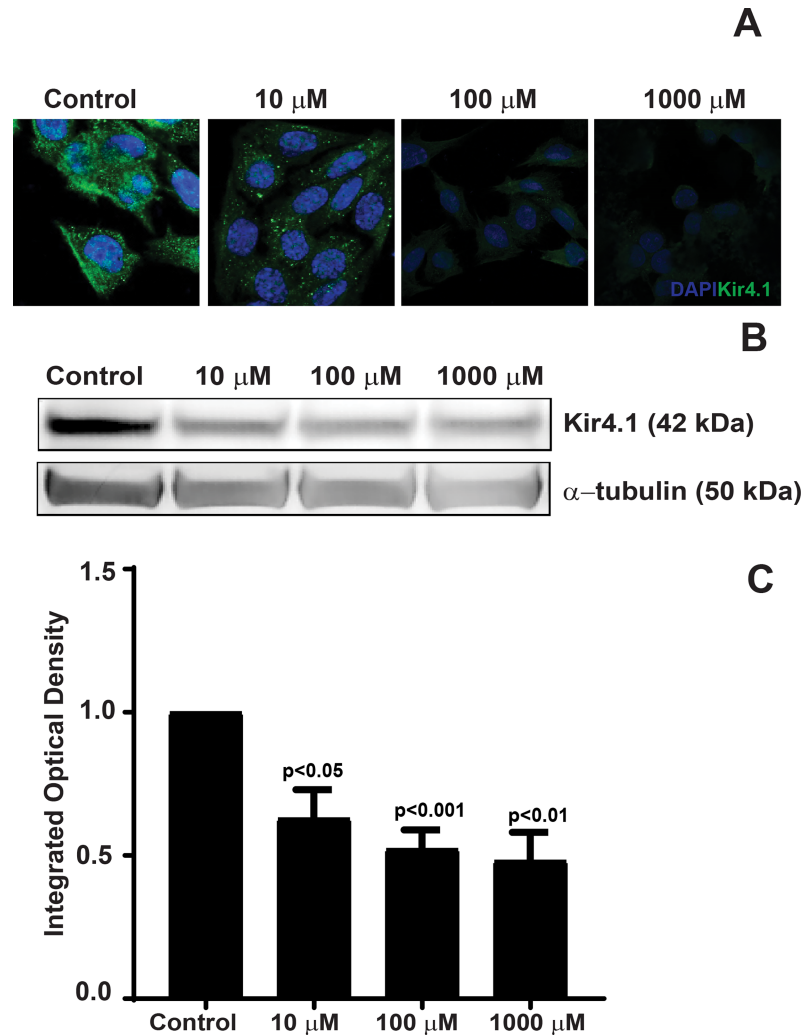 A
Control 10 μM 100 μM 1000 μM
DAPIKir4.1
B
Control 10 μM 100 μM 1000 μM
Kir4.1 (42 kDa)
α–tubulin (50 kDa)
C
Integrated Optical Density
1.5
1.0
0.5
0.0
p<0.05
p<0.001
p<0.01
Control 10 μM 100 μM 1000 μM